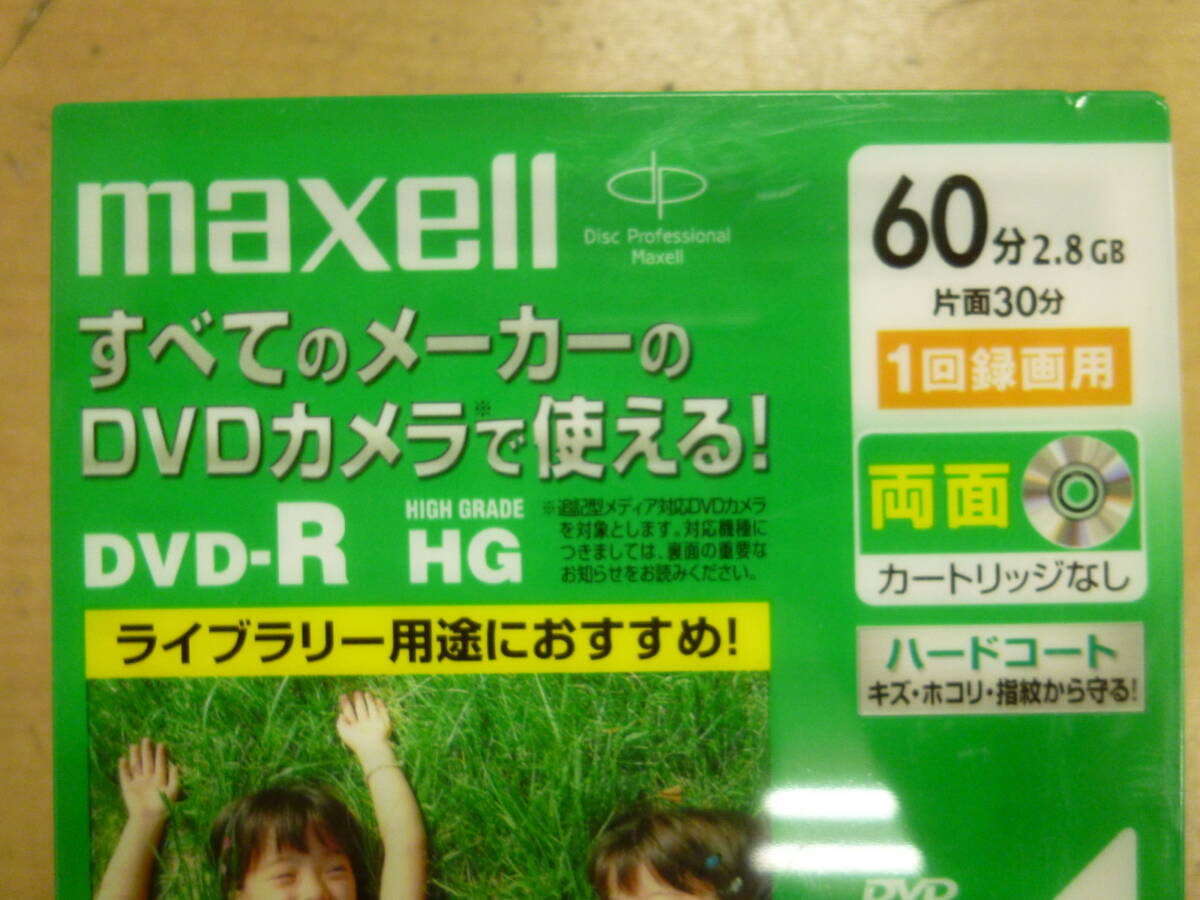 maxell
Disc Professional
Maxell
すべてのメーカーの
DVDカメラ※で使える!
DVD-R
HIGH GRADE
HG
※追記型メディア対応DVDカメラ
を対象とします。対応機種に
つきましては、裏面の重要な
お知らせをお読みください。
ライブラリー用途におすすめ!
60分2.8GB
片面30分
1回録画用
両面
カートリッジなし
ハードコート
キズ・ホコリ・指紋から守る!
DVD